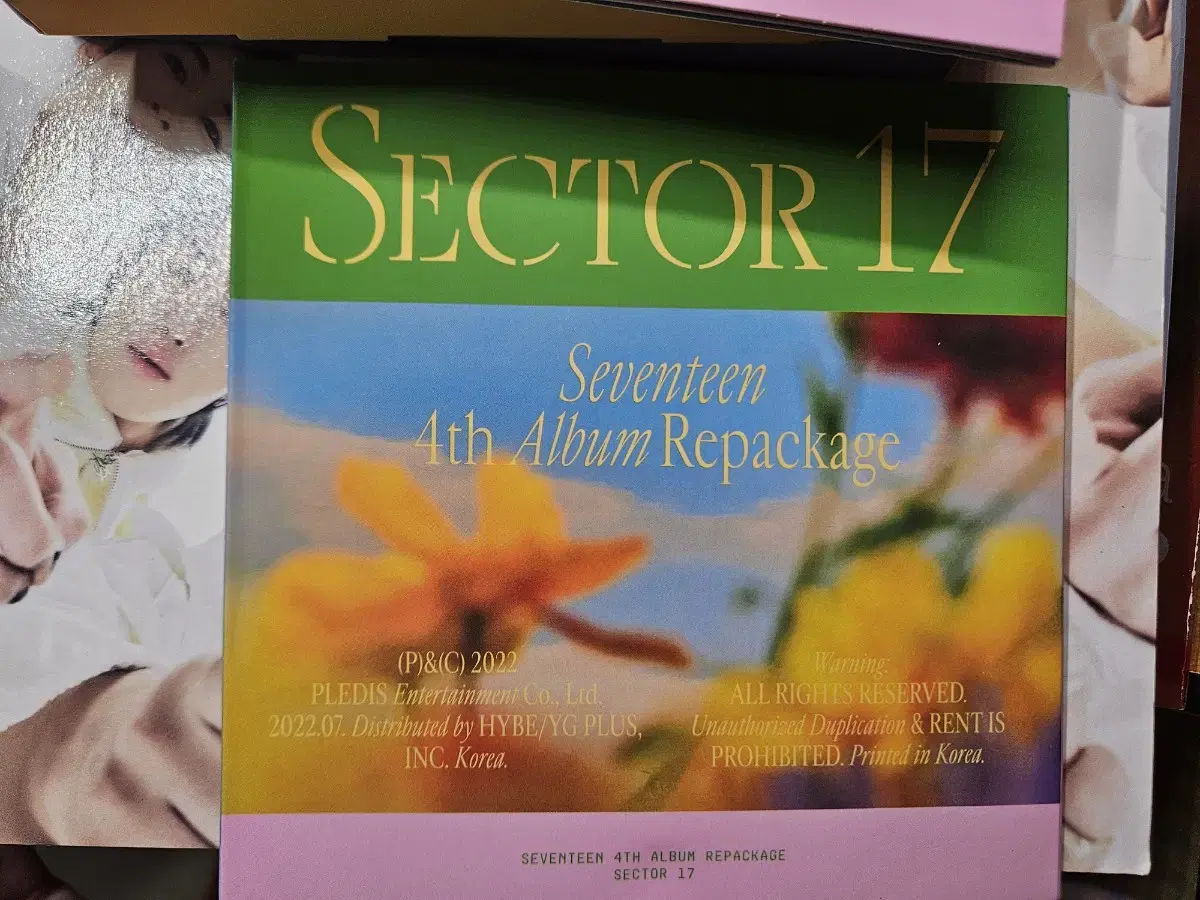 SECTOR 17
Seventeen
4th Album Repackage
(P)&(C) 2022
PLEDIS Entertainment Co., Ltd.
2022.07. Distributed by HYBE/YG PLUS,
INC. Korea.
Warning:
ALL RIGHTS RESERVED.
Unauthorized Duplication & RENT IS
PROHIBITED. Printed in Korea.
SEVENTEEN 4TH ALBUM REPACKAGE
SECTOR 17